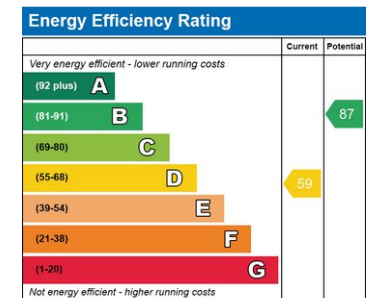 Energy Efficiency Rating
Current Potential
Very energy efficient - lower running costs
(92 plus) A
(81-91) B
87
(69-80) C
(55-68) D
59
(39-54) E
(21-38) F
(1-20) G
Not energy efficient - higher running costs